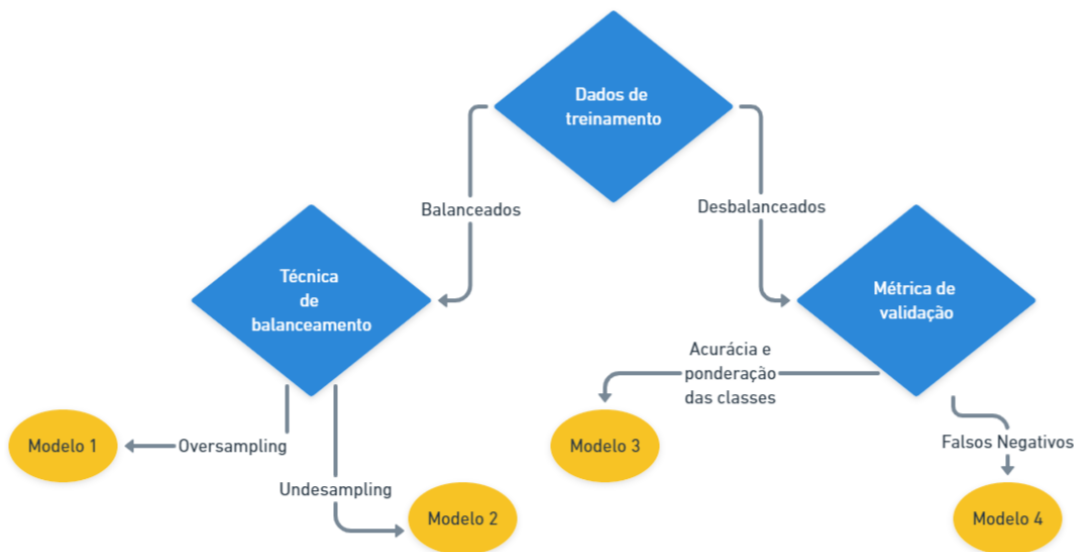 Dados de
treinamento
Balanceados
Desbalanceados
Técnica
de
balanceamento
Métrica de
validação
Acurácia e
ponderação
das classes
Modelo 1
Oversampling
Modelo 3
Falsos Negativos
Undesampling
Modelo 2
Modelo 4